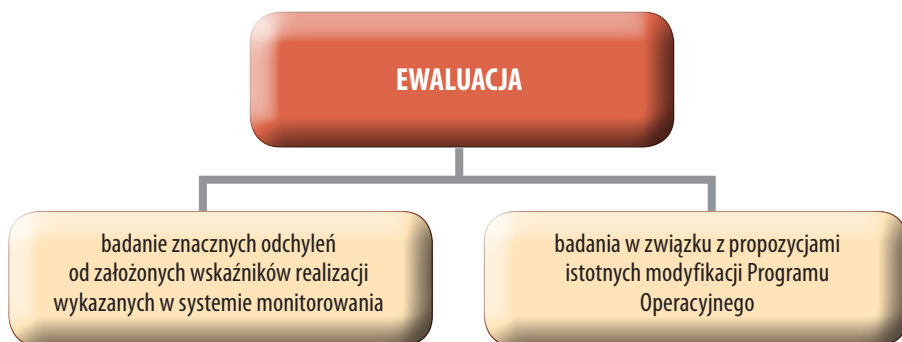 EWALUACJA
badanie znacznych odchyleń
od założonych wskaźników realizacji
wykazanych w systemie monitorowania
badania w związku z propozycjami
istotnych modyfikacji Programu
Operacyjnego